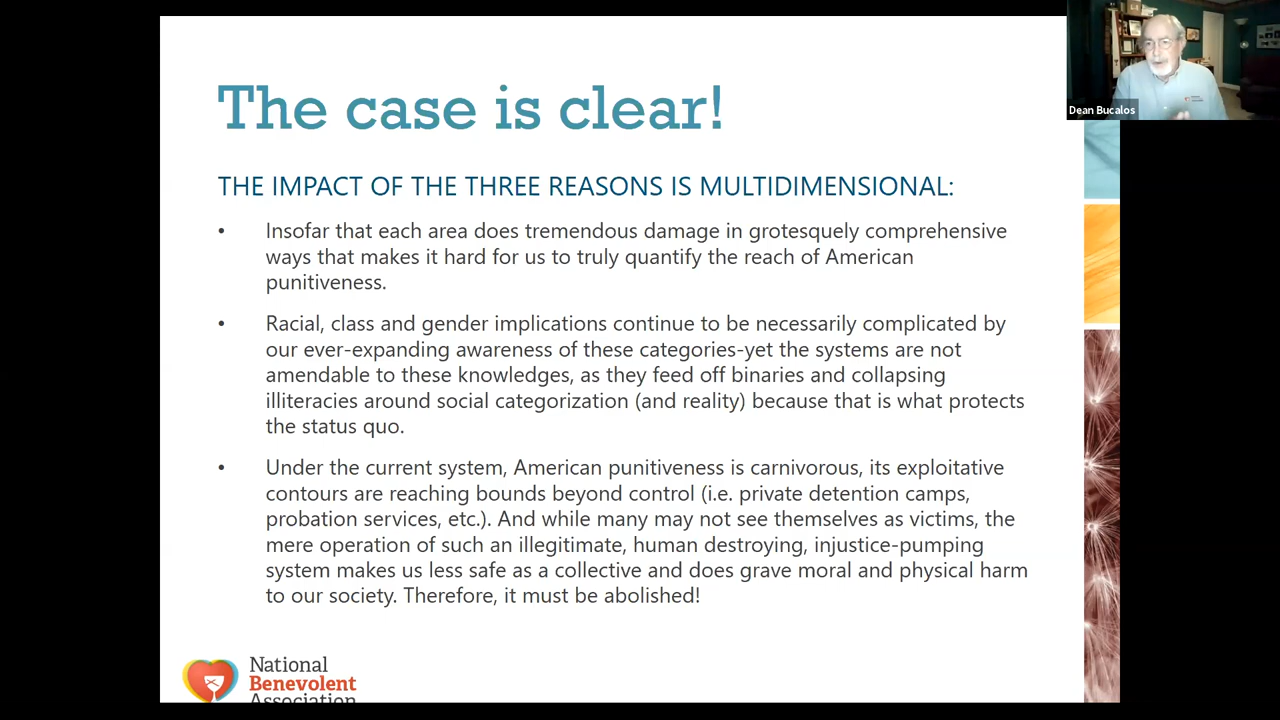 The case is clear!
THE IMPACT OF THE THREE REASONS IS MULTIDIMENSIONAL:
• Insofar that each area does tremendous damage in grotesquely comprehensive
ways that makes it hard for us to truly quantify the reach of American
punitiveness.
• Racial, class and gender implications continue to be necessarily complicated by
our ever-expanding awareness of these categories-yet the systems are not
amendable to these knowledges, as they feed off binaries and collapsing
illiteracies around social categorization (and reality) because that is what protects
the status quo.
• Under the current system, American punitiveness is carnivorous, its exploitative
contours are reaching bounds beyond control (i.e. private detention camps,
probation services, etc.). And while many may not see themselves as victims, the
mere operation of such an illegitimate, human destroying, injustice-pumping
system makes us less safe as a collective and does grave moral and physical harm
to our society. Therefore, it must be abolished!
National
Benevolent
Association
Dean Bucalos